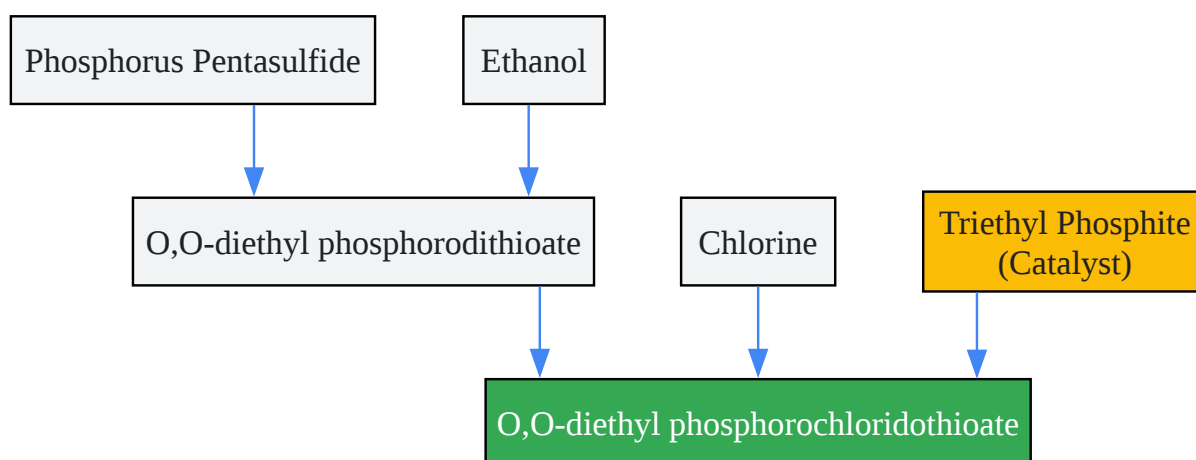 Phosphorus Pentasulfide
Ethanol
O,O-diethyl phosphorodithioate
Chlorine
Triethyl Phosphite
(Catalyst)
O,O-diethyl phosphorochloridothioate